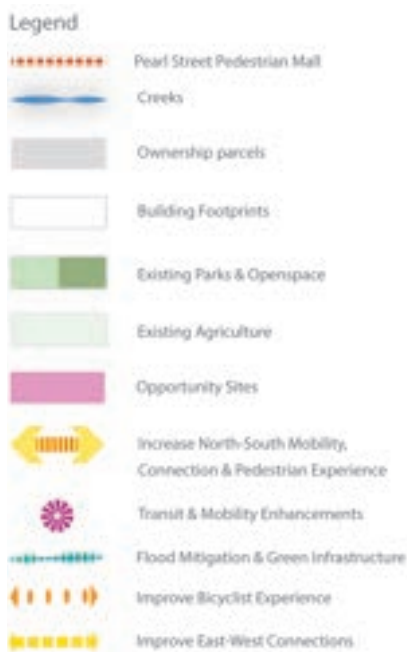 Legend
Pearl Street Pedestrian Mall
Creeks
Ownership parcels
Building Footprints
Existing Parks & Openspace
Existing Agriculture
Opportunity Sites
Increase North-South Mobility,
Connection & Pedestrian Experience
Transit & Mobility Enhancements
Flood Mitigation & Green Infrastructure
Improve Bicyclist Experience
Improve East-West Connections